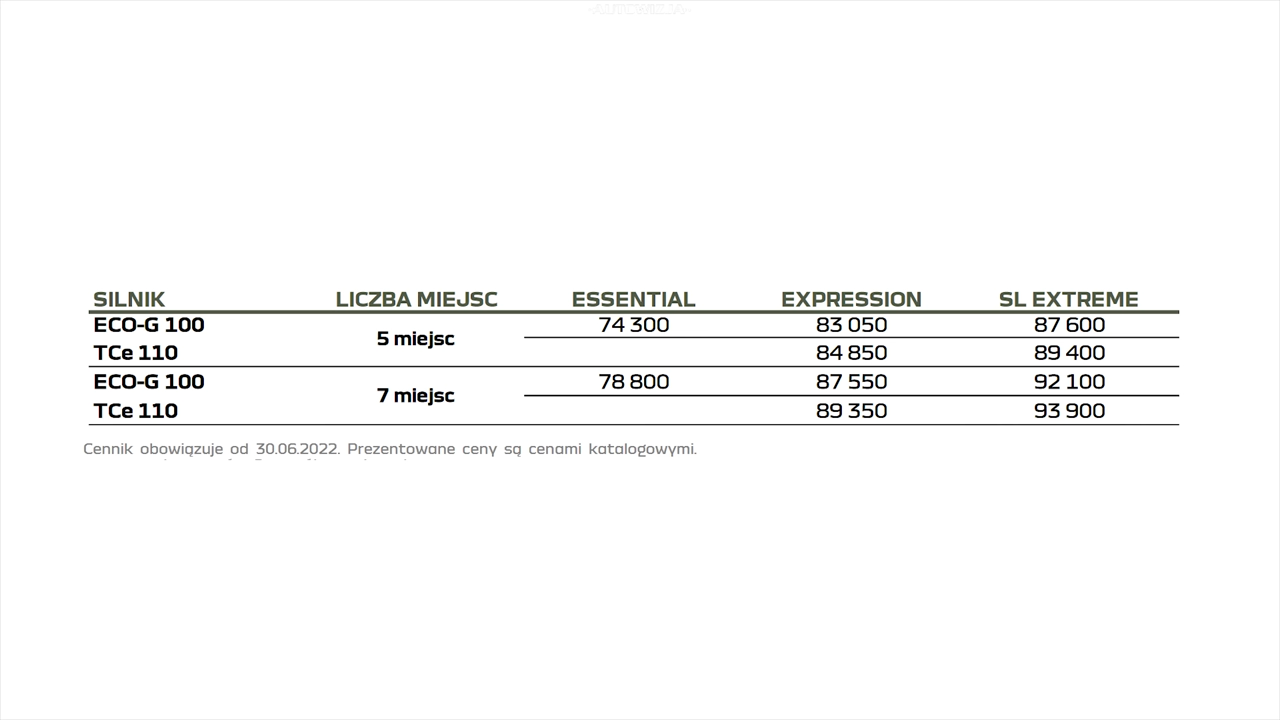 SILNIK LICZBA MIEJSC ESSENTIAL EXPRESSION SL EXTREME
ECO-G 100 5 miejsc 74 300 83 050 87 600
TCe 110 84 850 89 400
ECO-G 100 7 miejsc 78 800 87 550 92 100
TCe 110 89 350 93 900
Cennik obowiązuje od 30.06.2022. Prezentowane ceny są cenami katalogowymi.